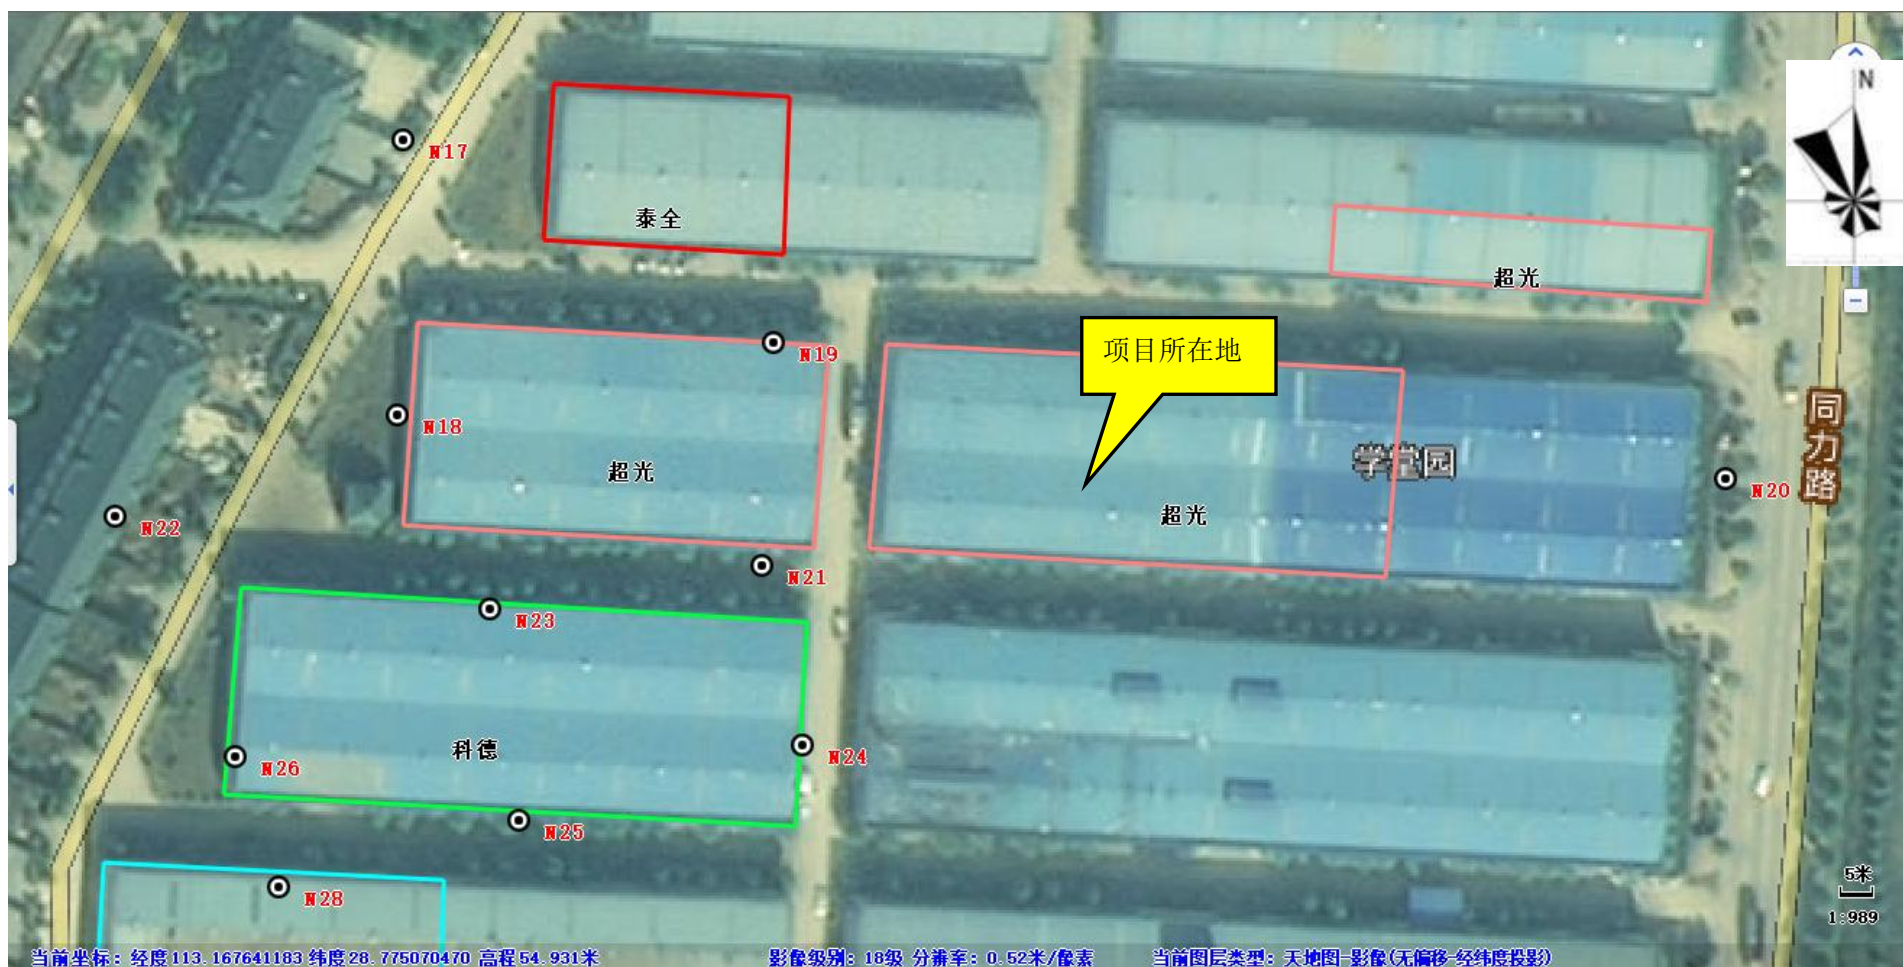 N
N17
泰全
超光
项目所在地
N19
N18
同力路
学堂园
超光
N20
超光
N22
N21
N23
科德
N24
N26
N25
5米
N28
1:989
当前坐标：经度113.167641183 纬度28.775070470 高程54.931米
影像级别：18级 分辨率：0.52米/像素
当前图层类型：天地图-影像(无偏移-经纬度投影)